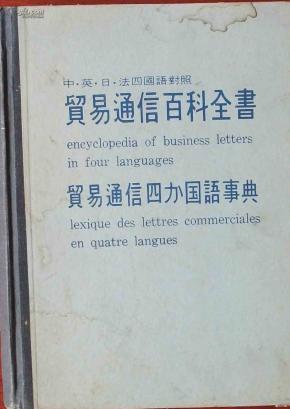 中・英・日・法四國語對照
貿易通信百科全書
encyclopedia of business letters
in four languages
貿易通信四カ国語事典
lexique des lettres commerciales
en quatre langues